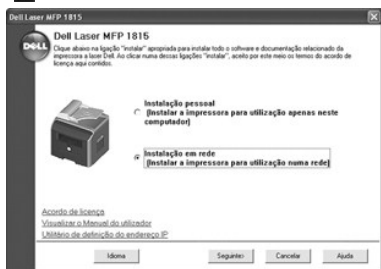 Dell Laser MFP 1815
Dell Laser MFP 1815
DELL
Clique abaixo na ligação "instalar" apropriada para instalar todo o software e documentação relacionado da
impressora a laser Dell. Ao clicar numa dessas ligações "instalar", aceito por este meio os termos do acordo de
licença aqui contidos.
Instalação pessoal
(Instalar a impressora para utilização apenas neste
computador)
Instalação em rede
(Instalar a impressora para utilização numa rede)
Acordo de licença
Visualizar o Manual do utilizador
Utilitário de definição do endereço IP
Idioma
Seguinte>
Cancelar
Ajuda